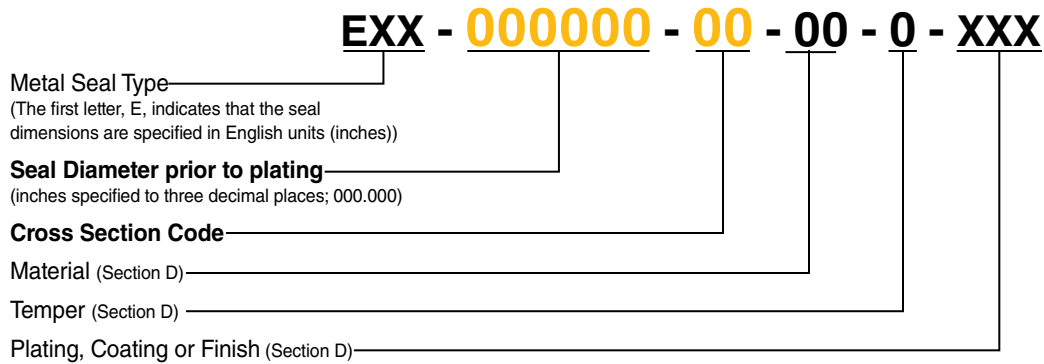 EXX - 000000 - 00 - 00 - 0 - XXX
Metal Seal Type
(The first letter, E, indicates that the seal
dimensions are specified in English units (inches))
Seal Diameter prior to plating
(inches specified to three decimal places; 000.000)
Cross Section Code
Material (Section D)
Temper (Section D)
Plating, Coating or Finish (Section D)